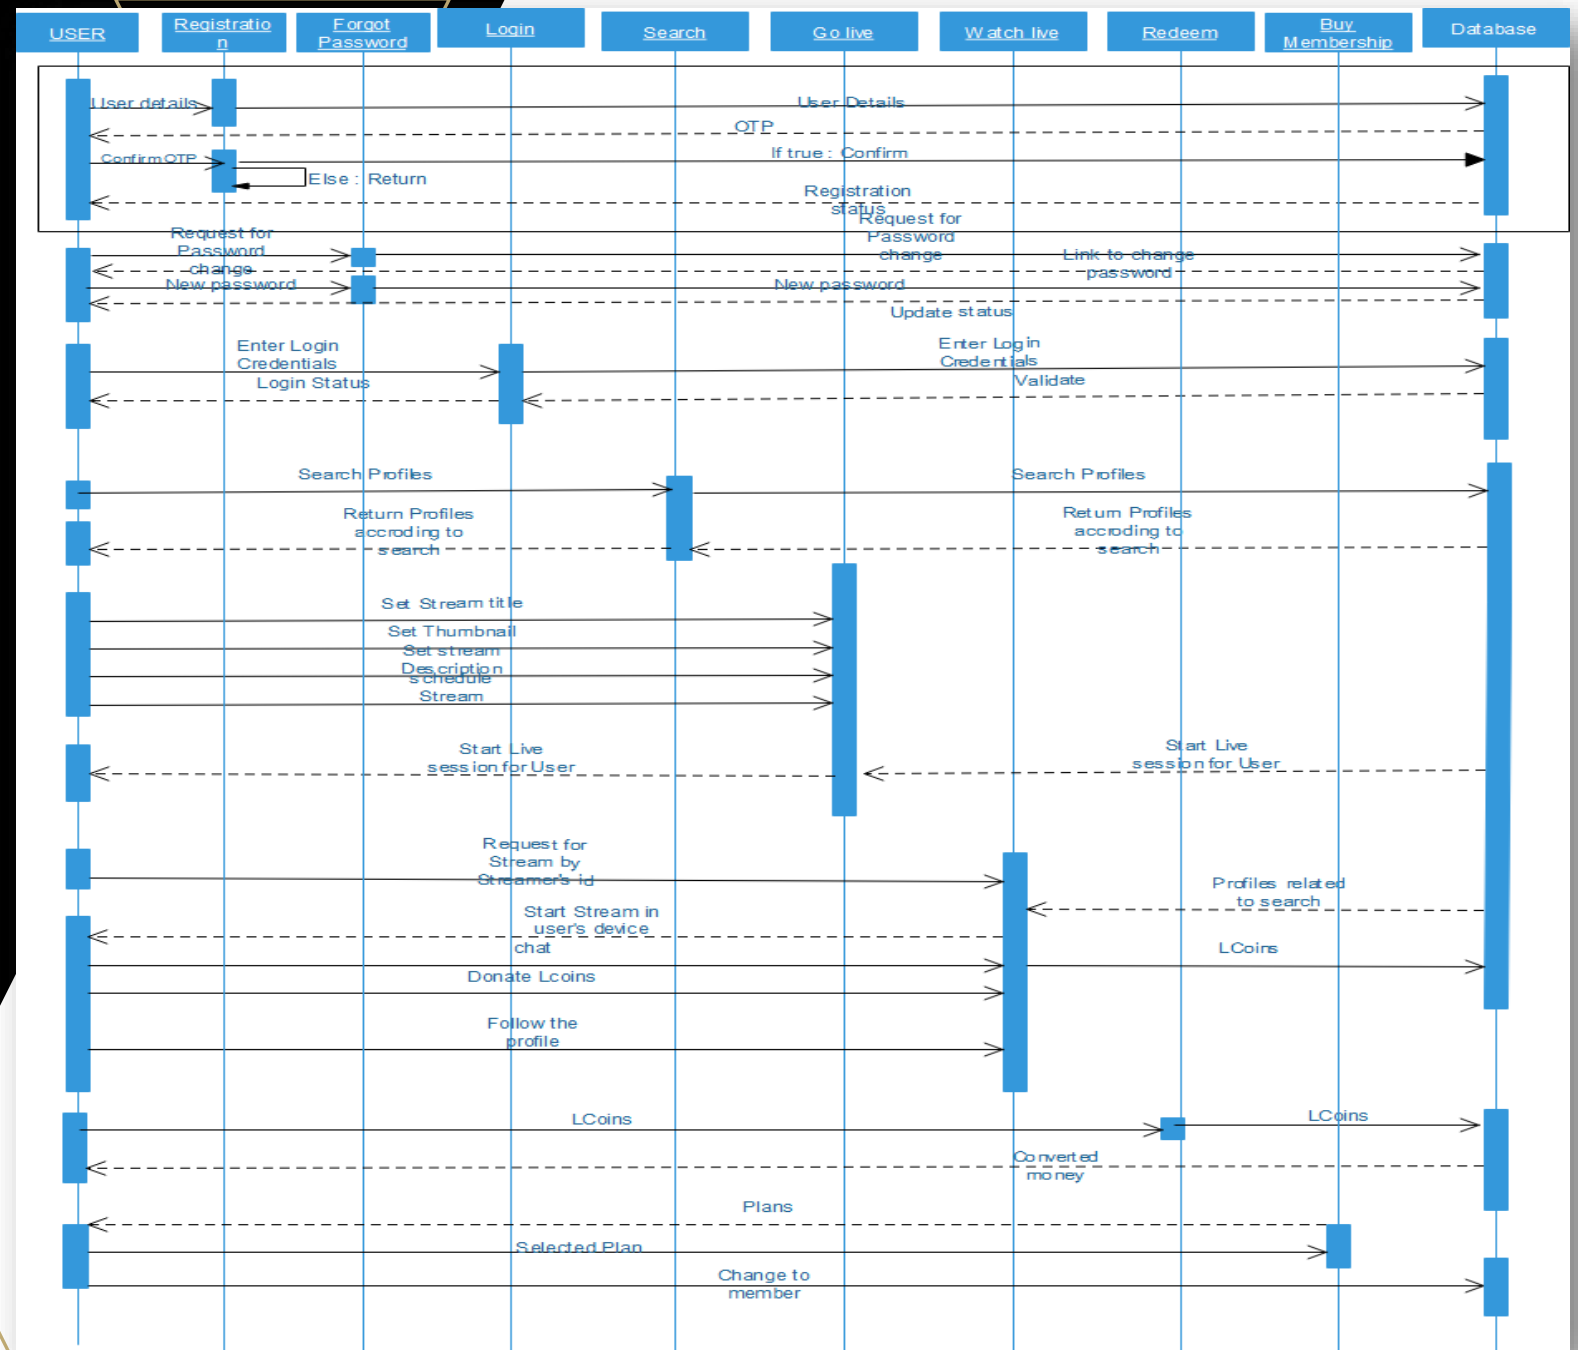 USER
Registratio
n
Forgot
Password
Login
Search
Go live
Watch live
Redeem
Buy
Membership
Database
User details
User Details
OTP
Confirm OTP
If true : Confirm
Else : Return
Registration
status
Request for
Password
change
Request for
Password
change
Link to change
password
New password
New password
Update status
Enter Login
Credentials
Enter Login
Credentials
Login Status
Validate
Search Profiles
Search Profiles
Return Profiles
accroding to
search
Return Profiles
accroding to
search
Set Stream title
Set Thumbnail
Set stream
Description
schedule
Stream
Start Live
session for User
Start Live
session for User
Request for
Stream by
Streamer's id
Profiles related
to search
Start Stream in
user's device
chat
LCoins
Donate Lcoins
Follow the
profile
LCoins
LCoins
Converted
money
Plans
Selected Plan
Change to
member